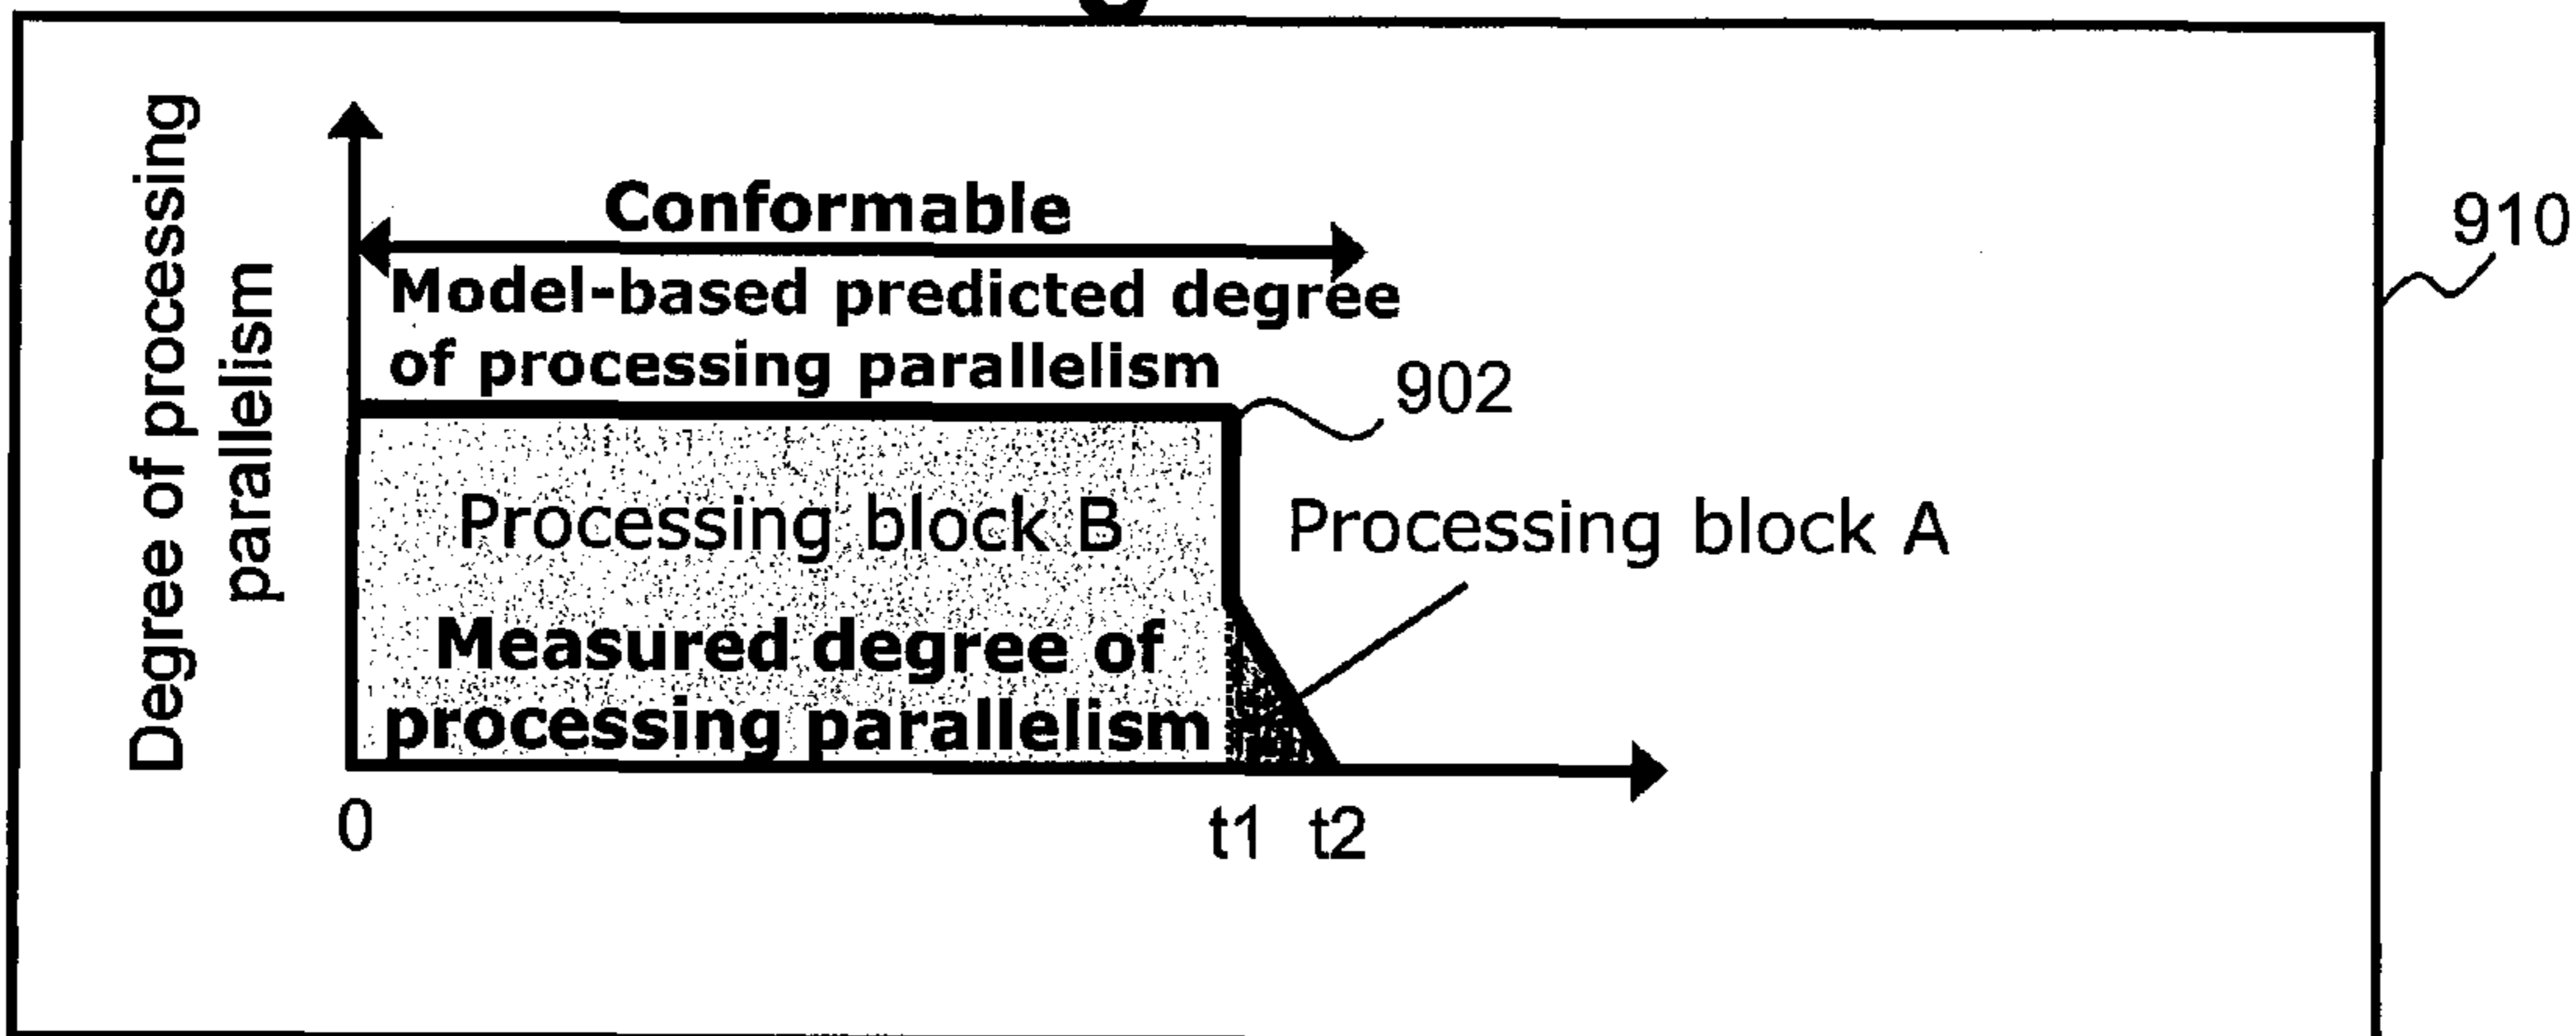 Degree of processing
parallelism
Conformable
Model-based predicted degree
of processing parallelism
902
910
Processing block B
Processing block A
Measured degree of
processing parallelism
0
t1
t2